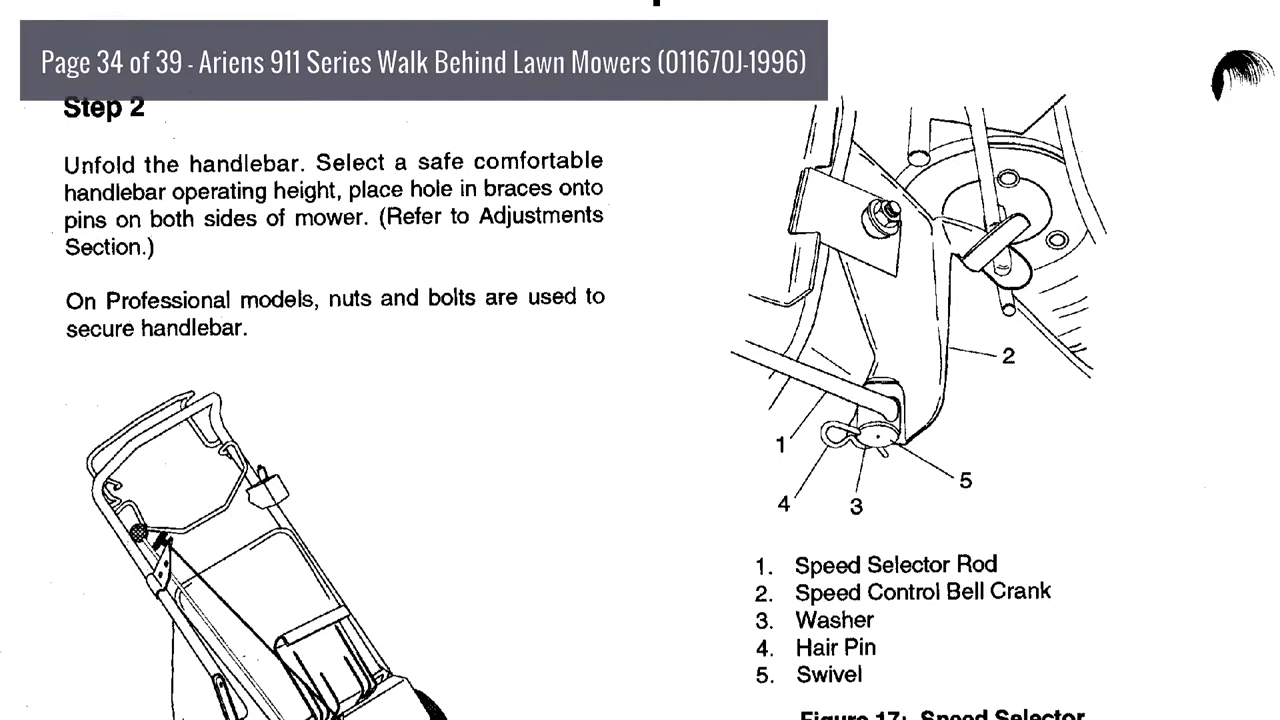 Page 34 of 39 - Ariens 911 Series Walk Behind Lawn Mowers (011670J-1996)
Step 2
Unfold the handlebar. Select a safe comfortable
handlebar operating height, place hole in braces onto
pins on both sides of mower. (Refer to Adjustments
Section.)
On Professional models, nuts and bolts are used to
secure handlebar.
2
1
5
4
3
1. Speed Selector Rod
2. Speed Control Bell Crank
3. Washer
4. Hair Pin
5. Swivel
Figure 17: Speed Selector